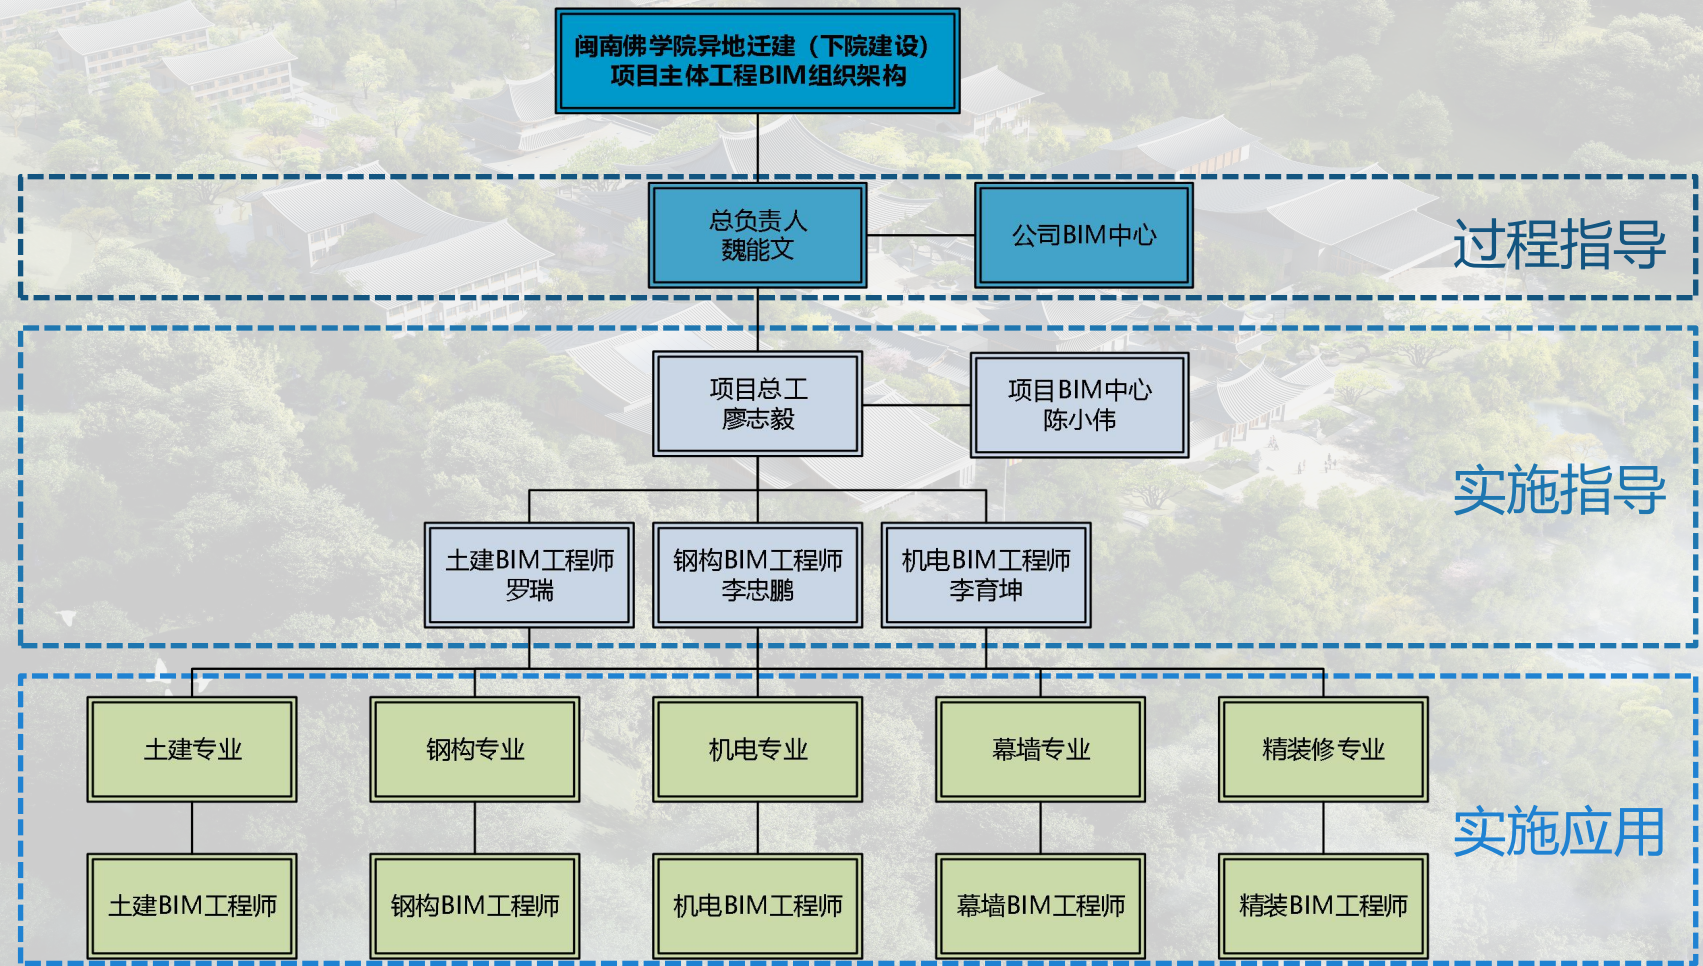 闽南佛学院异地迁建（下院建设）
项目主体工程BIM组织架构
总负责人
魏能文
公司BIM中心
过程指导
项目总工
廖志毅
项目BIM中心
陈小伟
实施指导
土建BIM工程师
罗瑞
钢构BIM工程师
李忠鹏
机电BIM工程师
李育坤
土建专业
钢构专业
机电专业
幕墙专业
精装修专业
实施应用
土建BIM工程师
钢构BIM工程师
机电BIM工程师
幕墙BIM工程师
精装BIM工程师